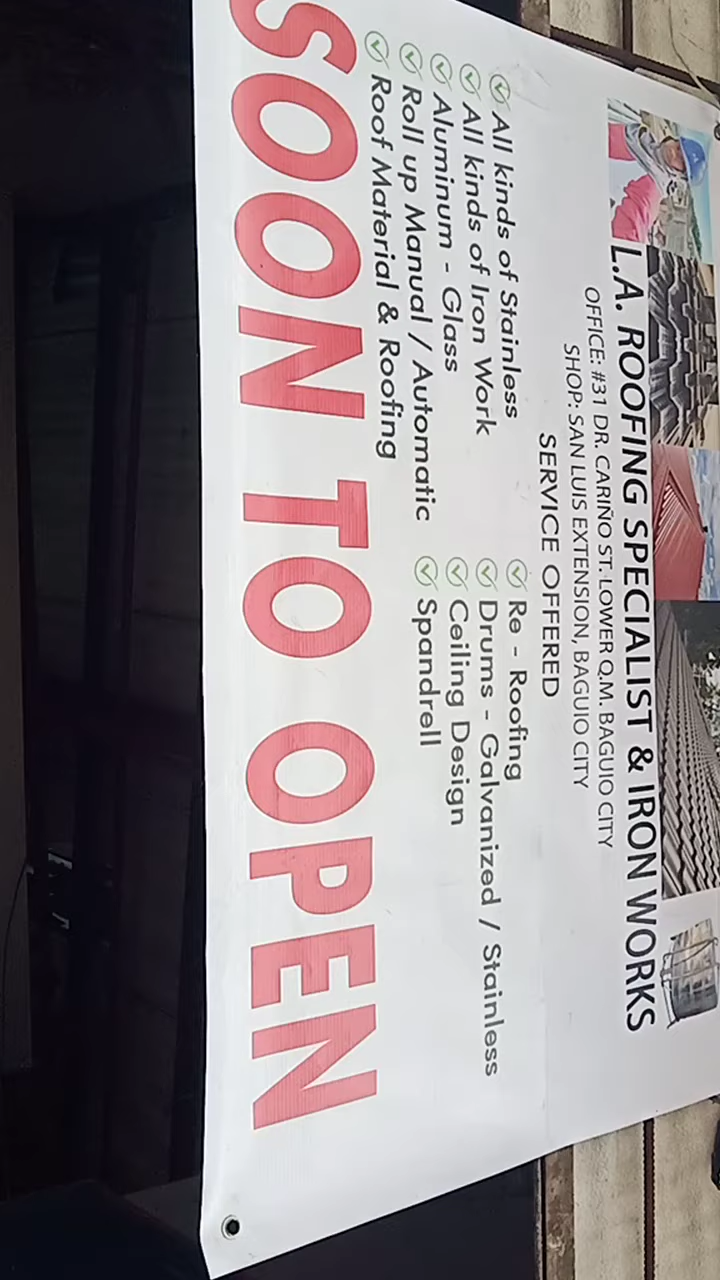 L.A. ROOFING SPECIALIST & IRON WORKS
OFFICE: #31 DR. CARIÑO ST. LOWER Q.M. BAGUIO CITY
SHOP: SAN LUIS EXTENSION, BAGUIO CITY
SERVICE OFFERED
All kinds of Stainless
All kinds of Iron Work
Aluminum - Glass
Roll up Manual / Automatic
Roof Material & Roofing
Re - Roofing
Drums - Galvanized / Stainless
Ceiling Design
Spandrell
SOON TO OPEN